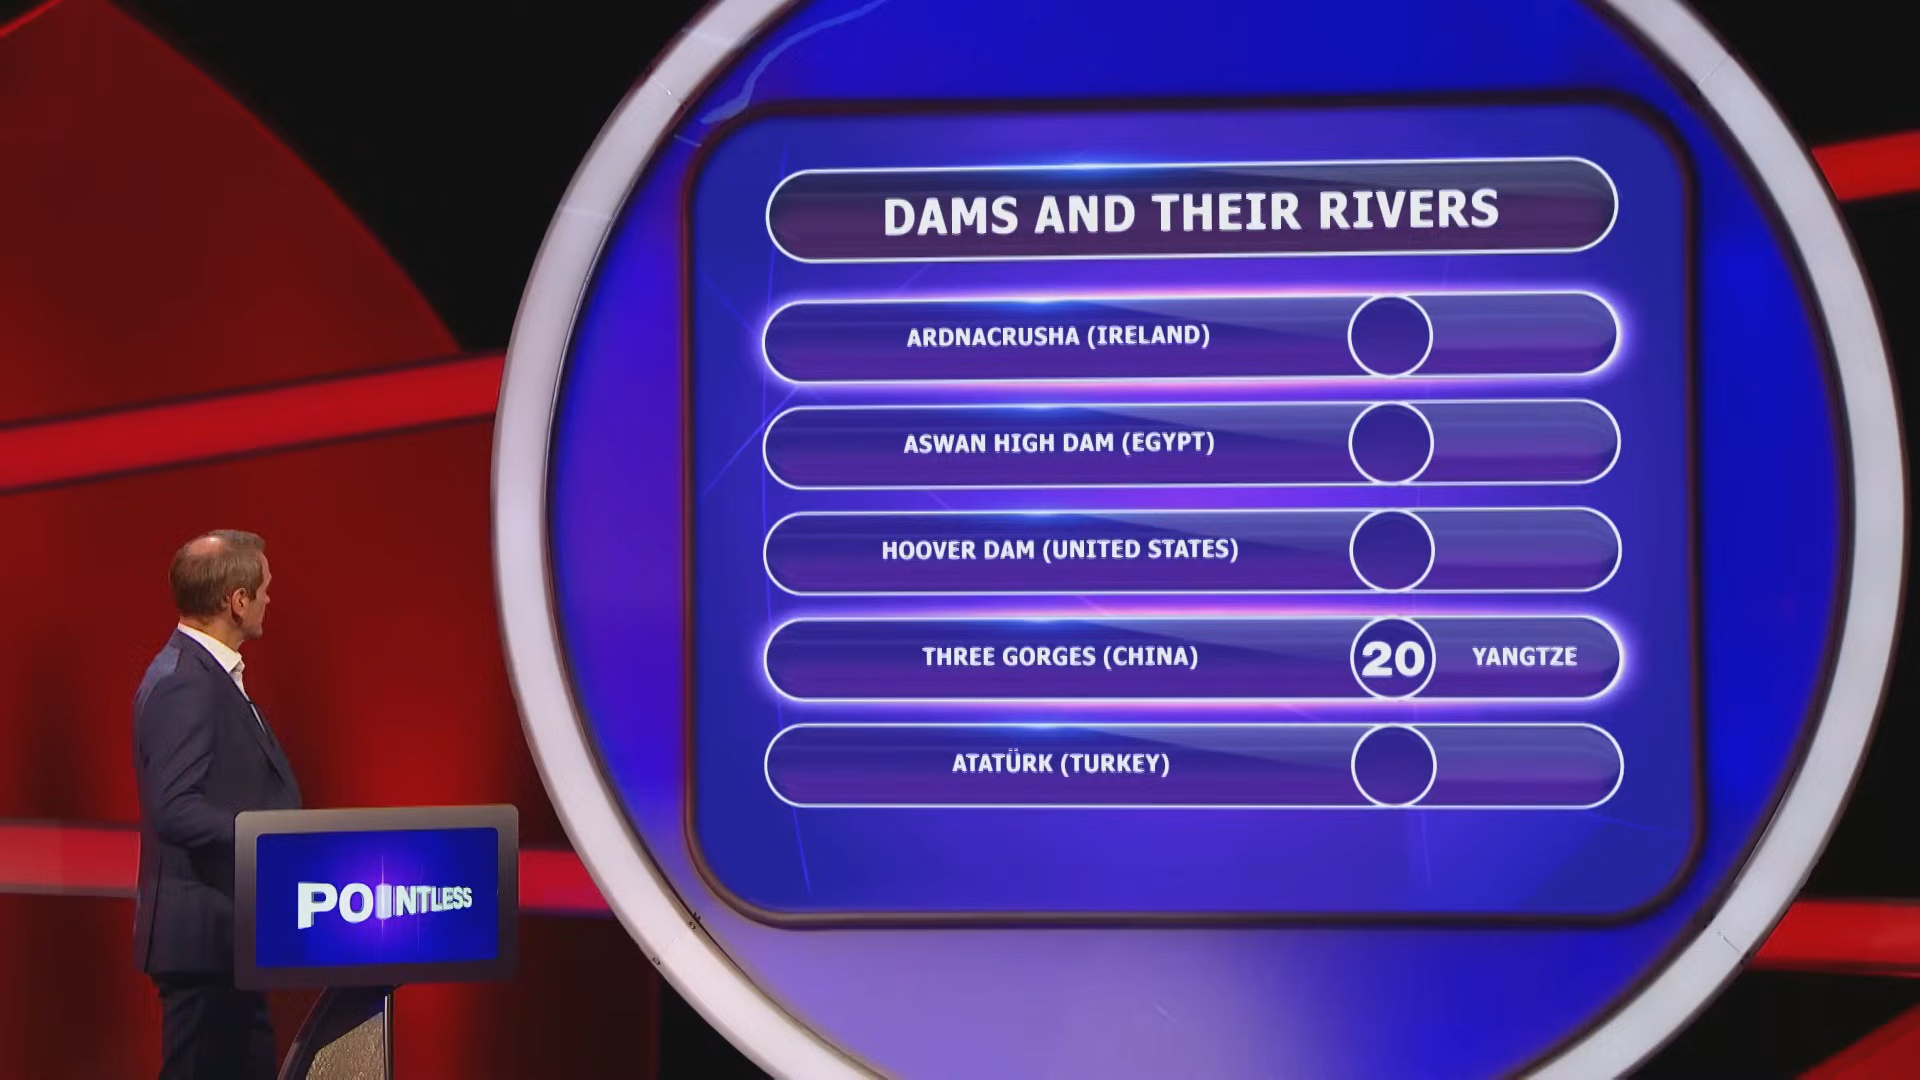 DAMS AND THEIR RIVERS
ARDNACRUSHA (IRELAND)
ASWAN HIGH DAM (EGYPT)
HOOVER DAM (UNITED STATES)
THREE GORGES (CHINA) 20 YANGTZE
ATATÜRK (TURKEY)
POINTLESS